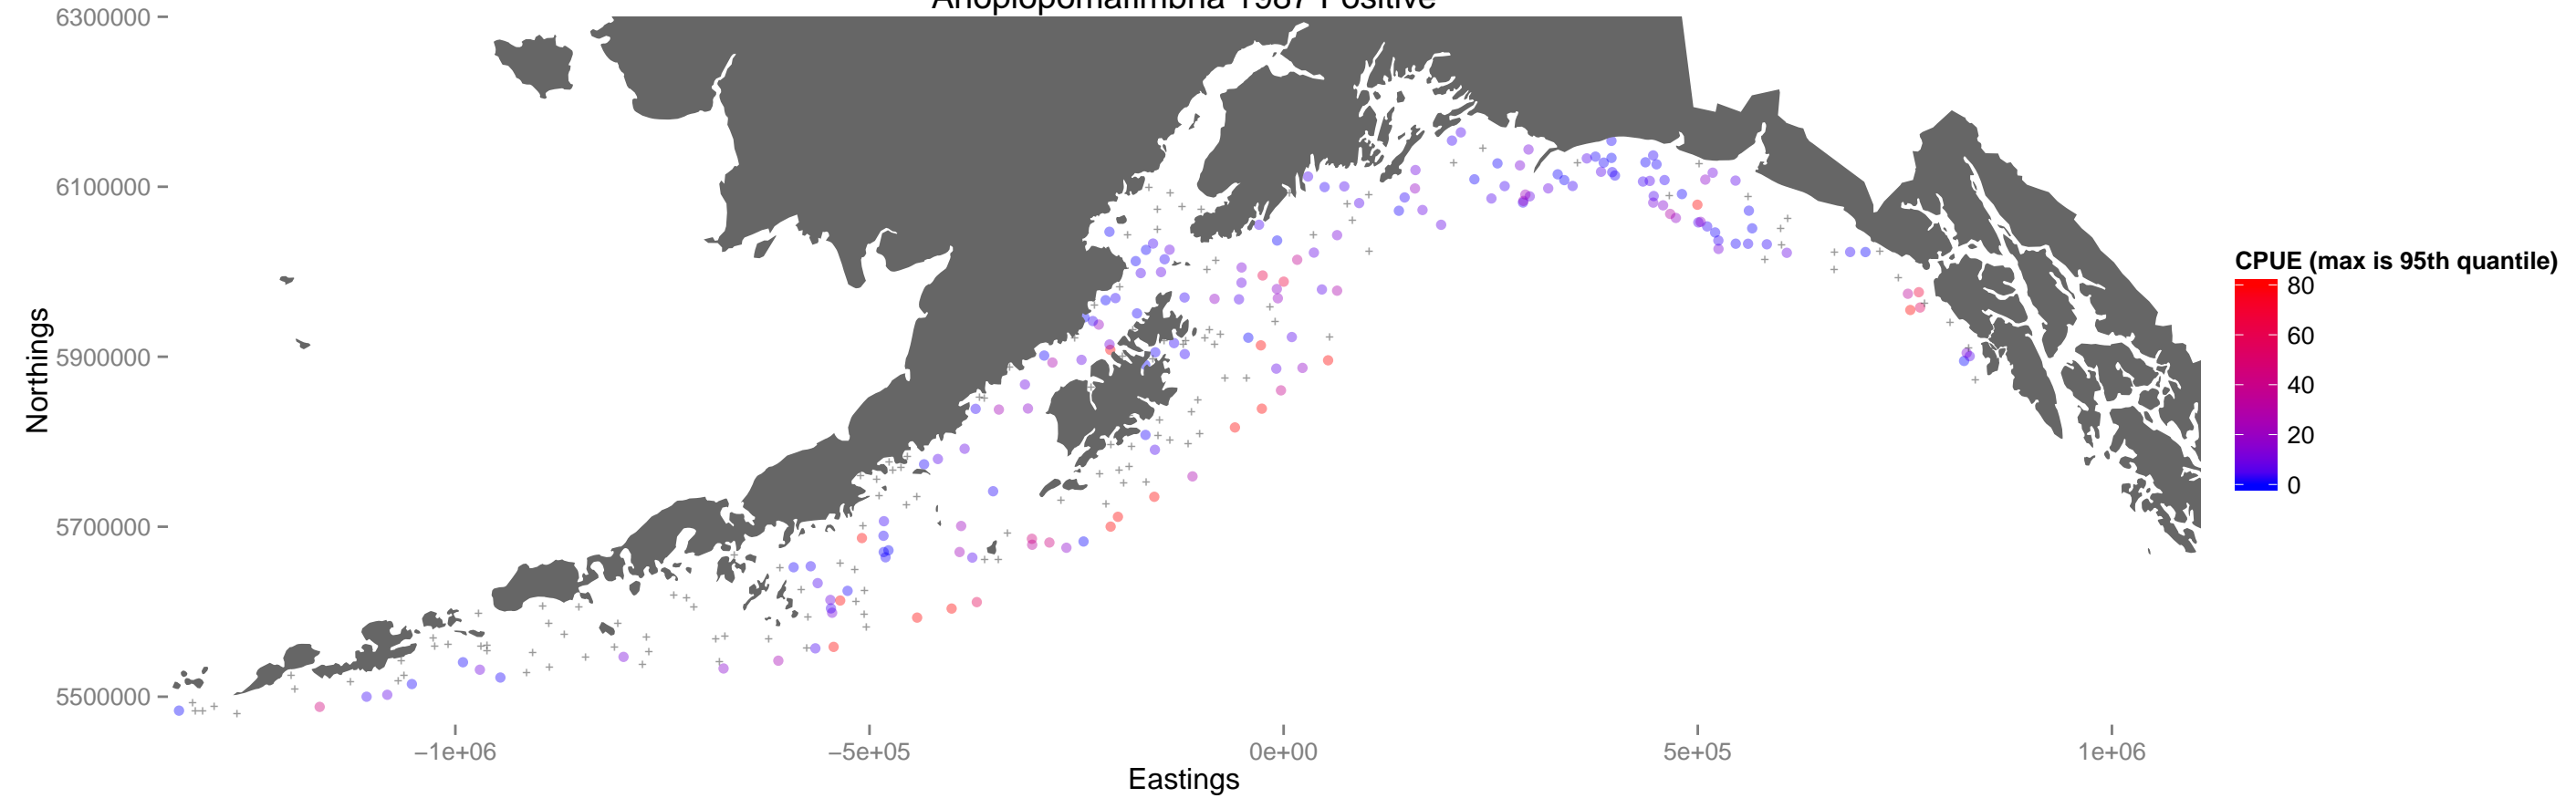 Anoplopomafimbria 1987 Positive
6300000
6100000
5900000
5700000
5500000
Northings
−1e+06
−5e+05
0e+00
5e+05
1e+06
Eastings
CPUE (max is 95th quantile)
80
60
40
20
0